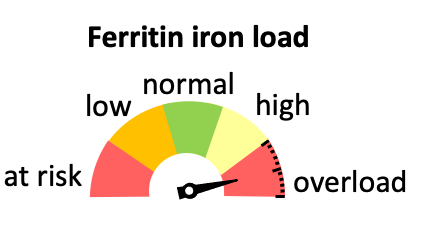 Ferritin iron load
normal
low
high
at risk
overload